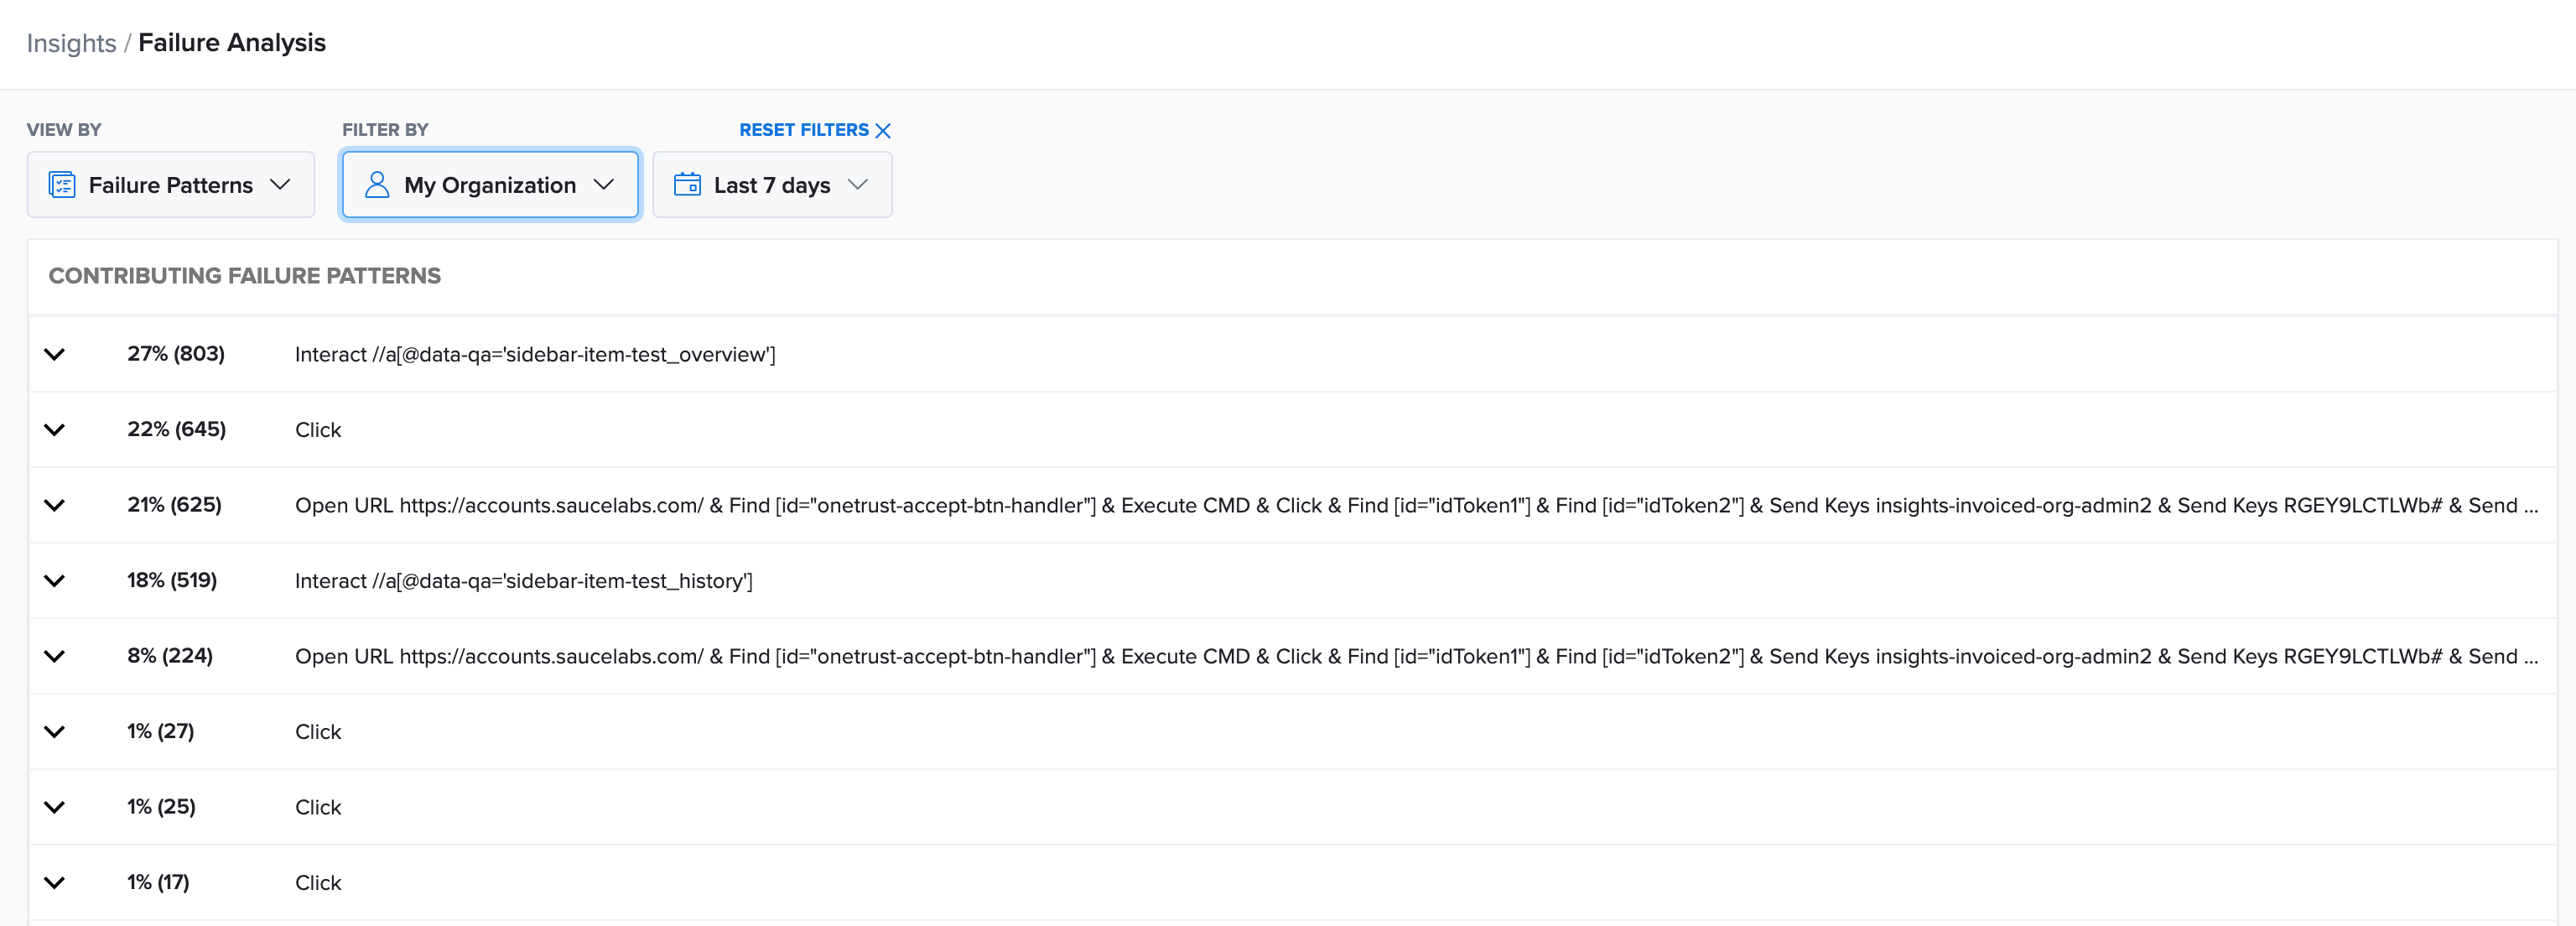 Insights / Failure Analysis
VIEW BY
FILTER BY
RESET FILTERS
Failure Patterns
My Organization
Last 7 days
CONTRIBUTING FAILURE PATTERNS
27% (803) Interact //a[@data-qa='sidebar-item-test_overview']
22% (645) Click
21% (625) Open URL https://accounts.saucelabs.com/ & Find [id="onetrust-accept-btn-handler"] & Execute CMD & Click & Find [id="idToken1"] & Find [id="idToken2"] & Send Keys insights-invoiced-org-admin2 & Send Keys RGEY9LCTLWb# & Send ...
18% (519) Interact //a[@data-qa='sidebar-item-test_history']
8% (224) Open URL https://accounts.saucelabs.com/ & Find [id="onetrust-accept-btn-handler"] & Execute CMD & Click & Find [id="idToken1"] & Find [id="idToken2"] & Send Keys insights-invoiced-org-admin2 & Send Keys RGEY9LCTLWb# & Send ...
1% (27) Click
1% (25) Click
1% (17) Click